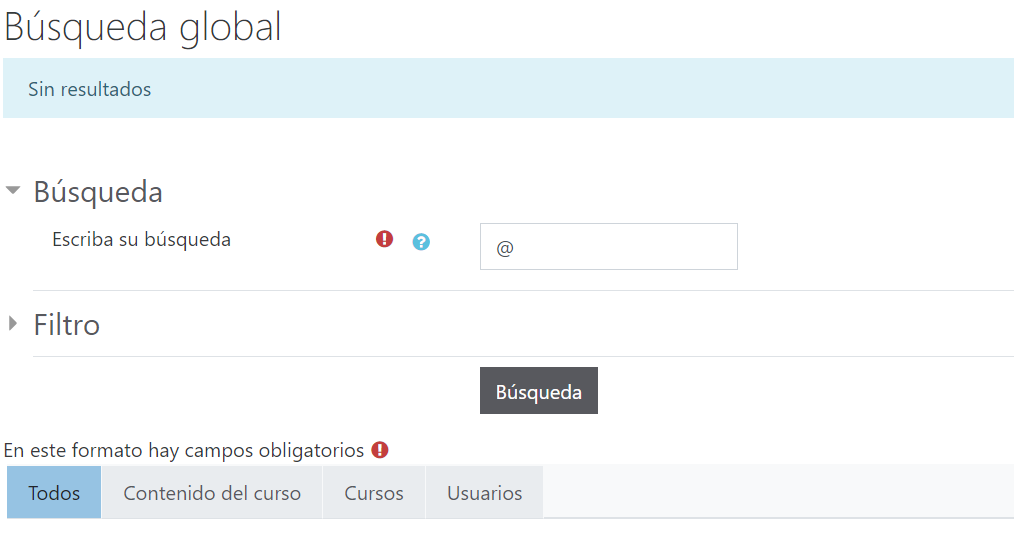 Búsqueda global
Sin resultados
Búsqueda
Escriba su búsqueda
@
Filtro
Búsqueda
En este formato hay campos obligatorios
Todos Contenido del curso Cursos Usuarios